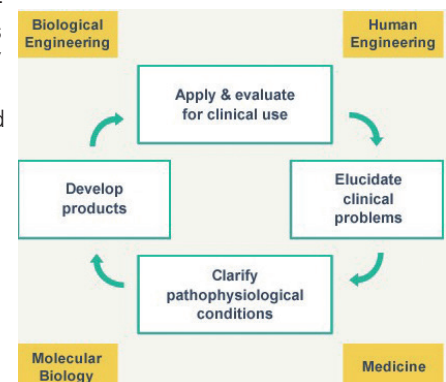 Biological
Engineering
Human
Engineering
Apply & evaluate
for clinical use
Develop
products
Elucidate
clinical
problems
Clarify
pathophysiological
conditions
Molecular
Biology
Medicine